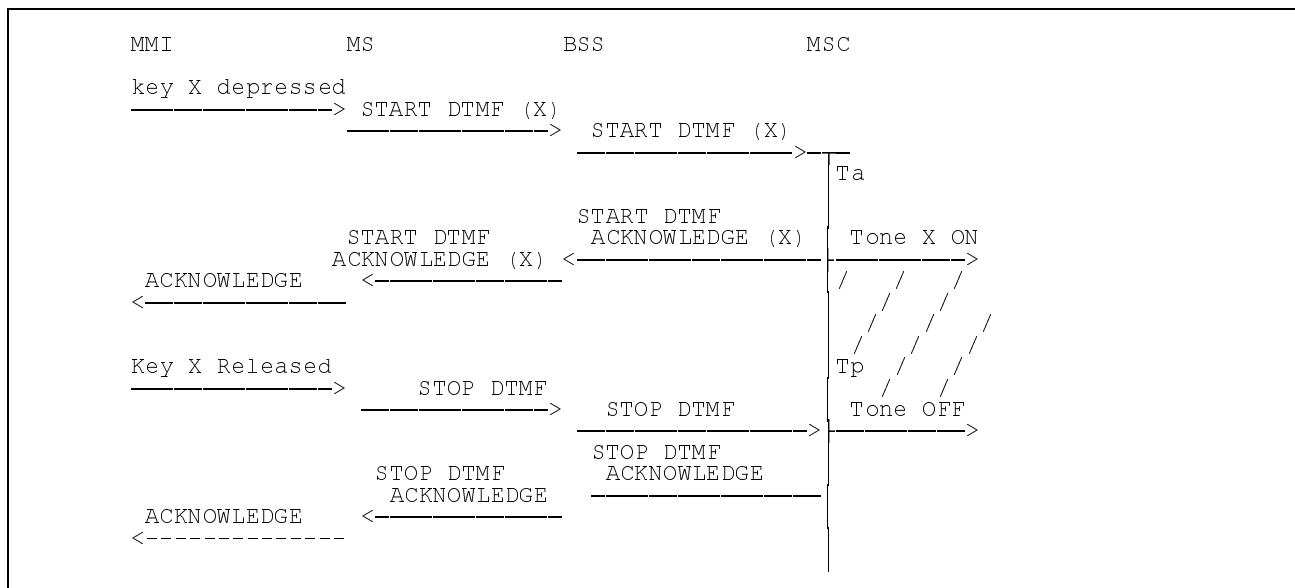 MMI MS BSS MSC
key X depressed
START DTMF (X)
START DTMF (X)
Ta
START DTMF
START DTMF ACKNOWLEDGE (X) Tone X ON
ACKNOWLEDGE (X)
ACKNOWLEDGE
Key X Released Tp
STOP DTMF
STOP DTMF Tone OFF
STOP DTMF
STOP DTMF ACKNOWLEDGE
ACKNOWLEDGE
ACKNOWLEDGE